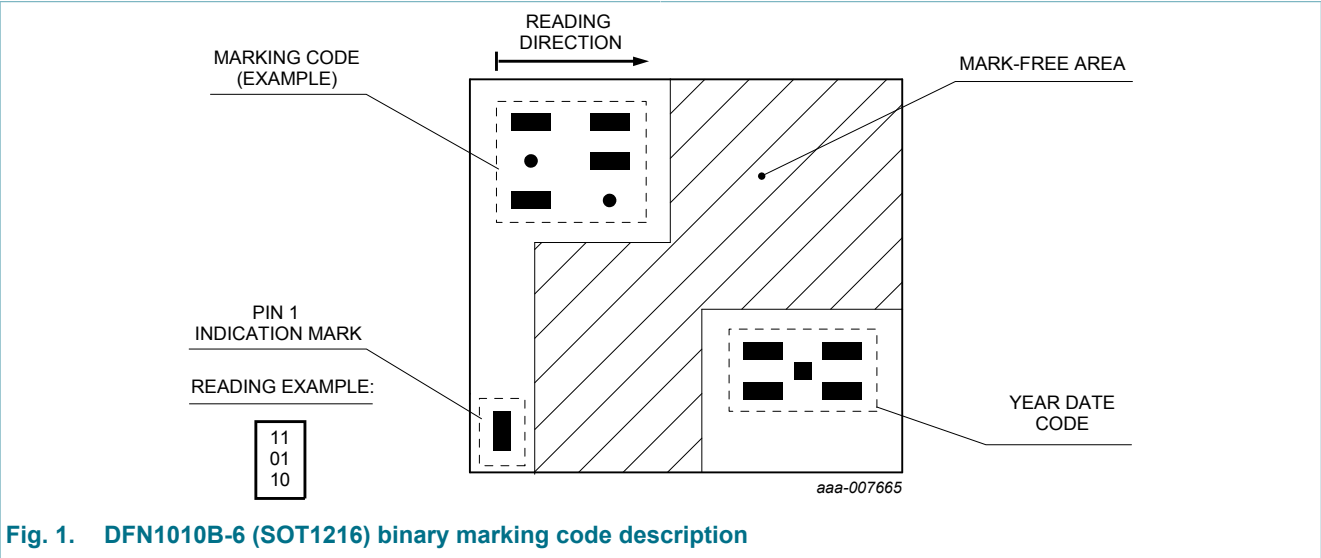 READING
DIRECTION
MARKING CODE
(EXAMPLE)
MARK-FREE AREA
PIN 1
INDICATION MARK
READING EXAMPLE:
11
01
10
YEAR DATE
CODE
aaa-007665
Fig. 1. DFN1010B-6 (SOT1216) binary marking code description